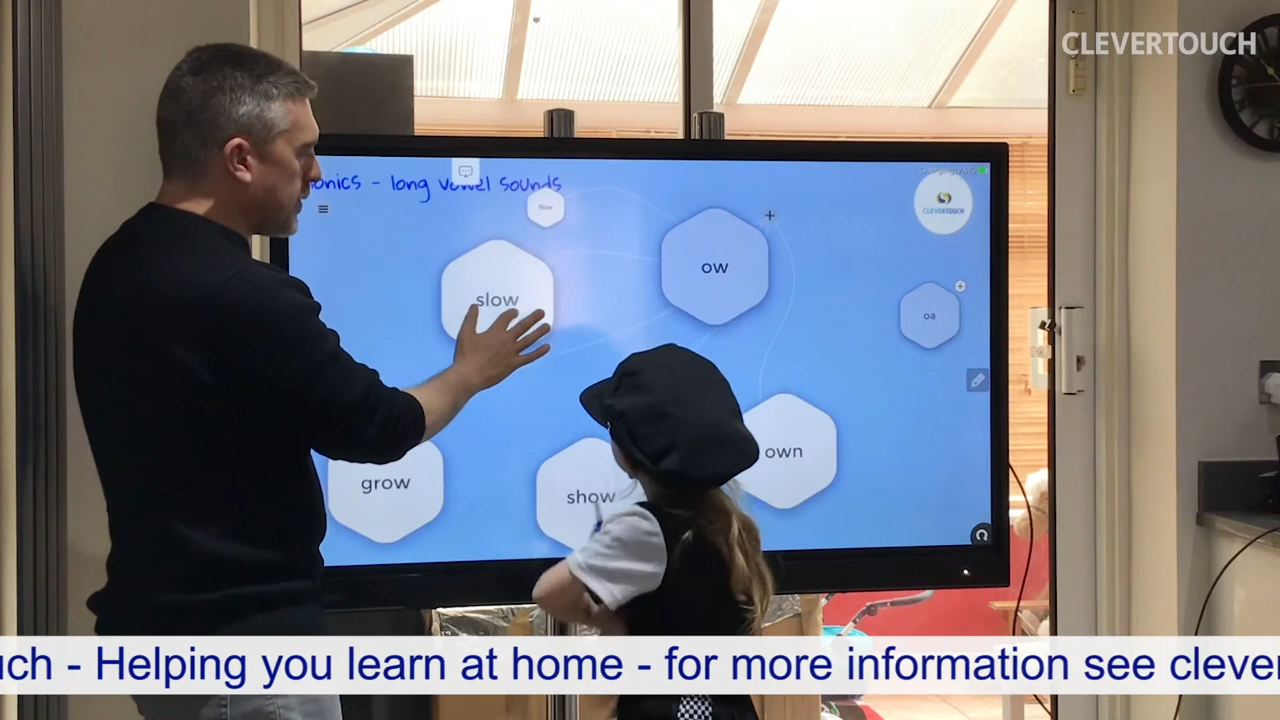 CLEVERTOUCH
onics - long vowel sounds
flow
CLEVERTOUCH
ow
slow
oa
own
grow
show
uch - Helping you learn at home - for more information see clever